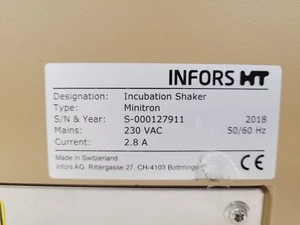 INFORS HT
Designation: Incubation Shaker
Type: Minitron
S/N & Year: S-000127911 2018
Mains: 230 VAC 50/60 Hz
Current: 2.8 A
Made in Switzerland
Infors AG, Rittergasse 27, CH-4103 Bottmingen
CE